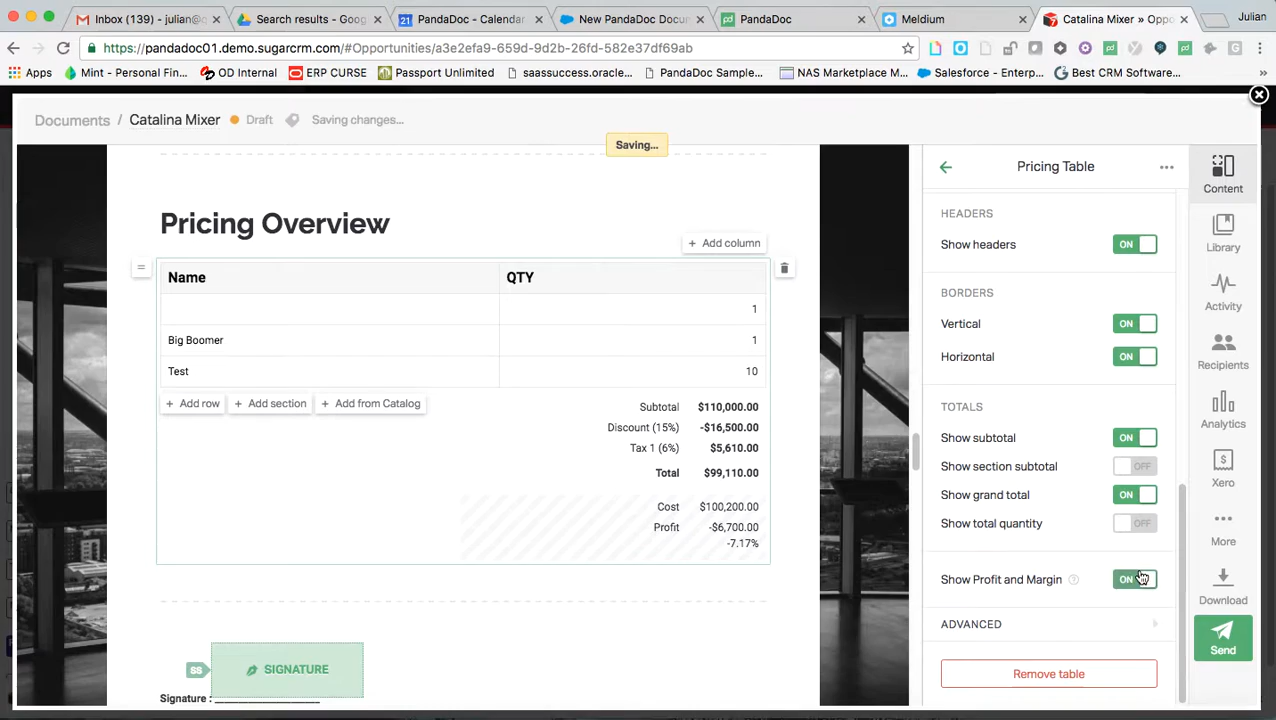 Inbox (139) - julian@
Search results -
PandaDoc - Calendar
New PandaDoc Docum
PandaDoc
Meldium
Catalina Mixer » Oppo
Julian
https://pandadoc01.demo.sugarcrm.com/#Opportunities/a3e2efa9-659d-9d2b-26fd-582e37df69ab
Apps
Mint - Personal Fin
OD Internal
ERP CURSE
Passport Unlimited
saassuccess.oracle...
PandaDoc Sample...
NAS Marketplace M...
Salesforce - Enterp...
Best CRM Software...
Documents / Catalina Mixer Draft Saving changes...
Saving...
Pricing Overview
+ Add column
Name QTY
1
Big Boomer 1
Test 10
+ Add row + Add section + Add from Catalog
Subtotal $110,000.00
Discount (15%) -$16,500.00
Tax 1 (6%) $5,610.00
Total $99,110.00
Cost $100,200.00
Profit -$6,700.00
-7.17%
SS
SIGNATURE
Signature : ____________________
Pricing Table
HEADERS
Show headers ON
BORDERS
Vertical ON
Horizontal ON
TOTALS
Show subtotal ON
Show section subtotal OFF
Show grand total ON
Show total quantity OFF
Show Profit and Margin ? ON
ADVANCED
Remove table
Content
Library
Activity
Recipients
Analytics
Xero
More
Download
Send